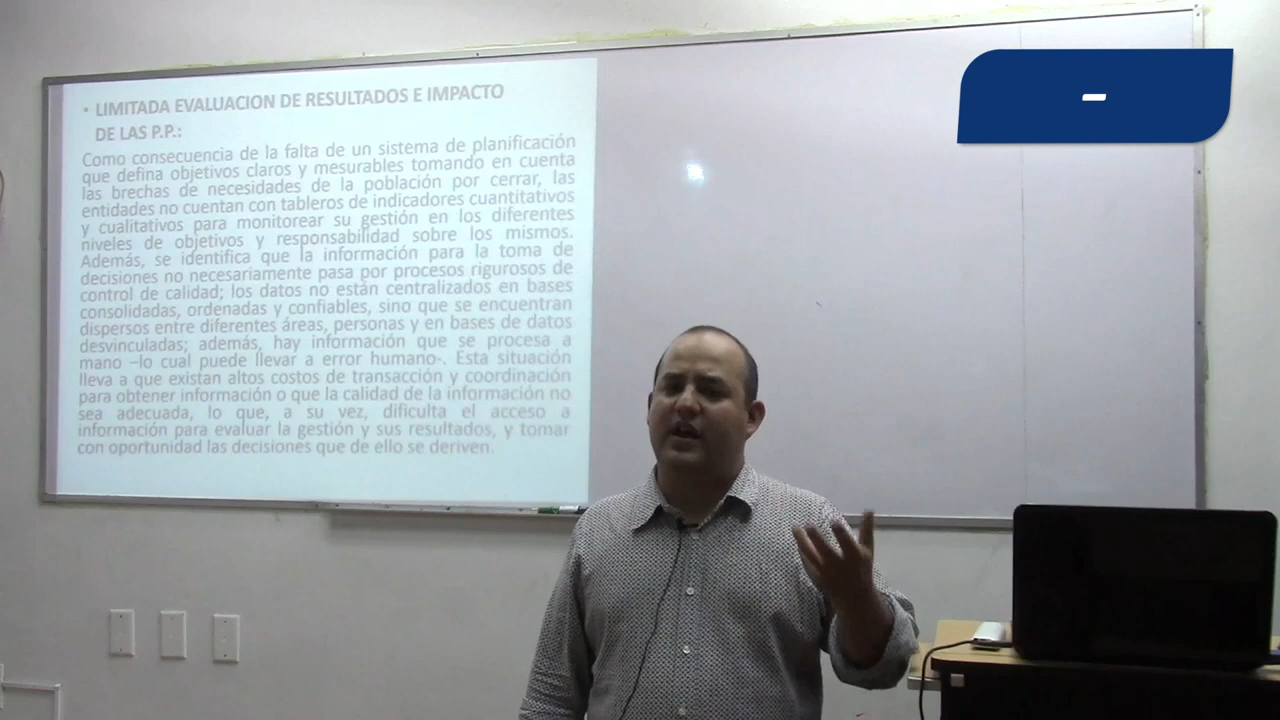 • LIMITADA EVALUACION DE RESULTADOS E IMPACTO
DE LAS P.P.:
Como consecuencia de la falta de un sistema de planificación
que defina objetivos claros y mesurables tomando en cuenta
las brechas de necesidades de la población por cerrar, las
entidades no cuentan con tableros de indicadores cuantitativos
y cualitativos para monitorear su gestión en los diferentes
niveles de objetivos y responsabilidad sobre los mismos.
Además, se identifica que la información para la toma de
decisiones no necesariamente pasa por procesos rigurosos de
control de calidad; los datos no están centralizados en bases
consolidadas, ordenadas y confiables, sino que se encuentran
dispersos entre diferentes áreas, personas y en bases de datos
desvinculadas; además, hay información que se procesa a
mano –lo cual puede llevar a error humano-. Esta situación
lleva a que existan altos costos de transacción y coordinación
para obtener información o que la calidad de la información no
sea adecuada, lo que, a su vez, dificulta el acceso a
información para evaluar la gestión y sus resultados, y tomar
con oportunidad las decisiones que de ello se deriven.